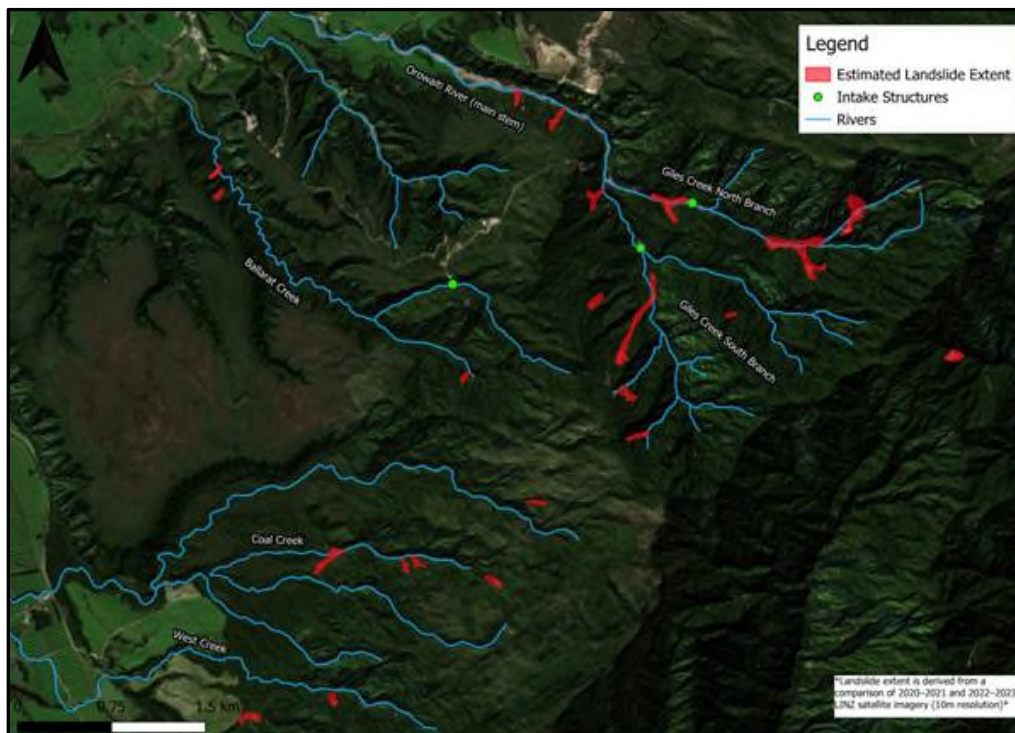 Legend
Estimated Landslide Extent
Intake Structures
Rivers
Orowaiti River (main stem)
Giles Creek North Branch
Ballarat Creek
Giles Creek South Branch
Coal Creek
West Creek
0 0.75 1.5 km
*Landslide extent is derived from a
comparison of 2020–2021 and 2022–2023
LINZ satellite imagery (10m resolution)*